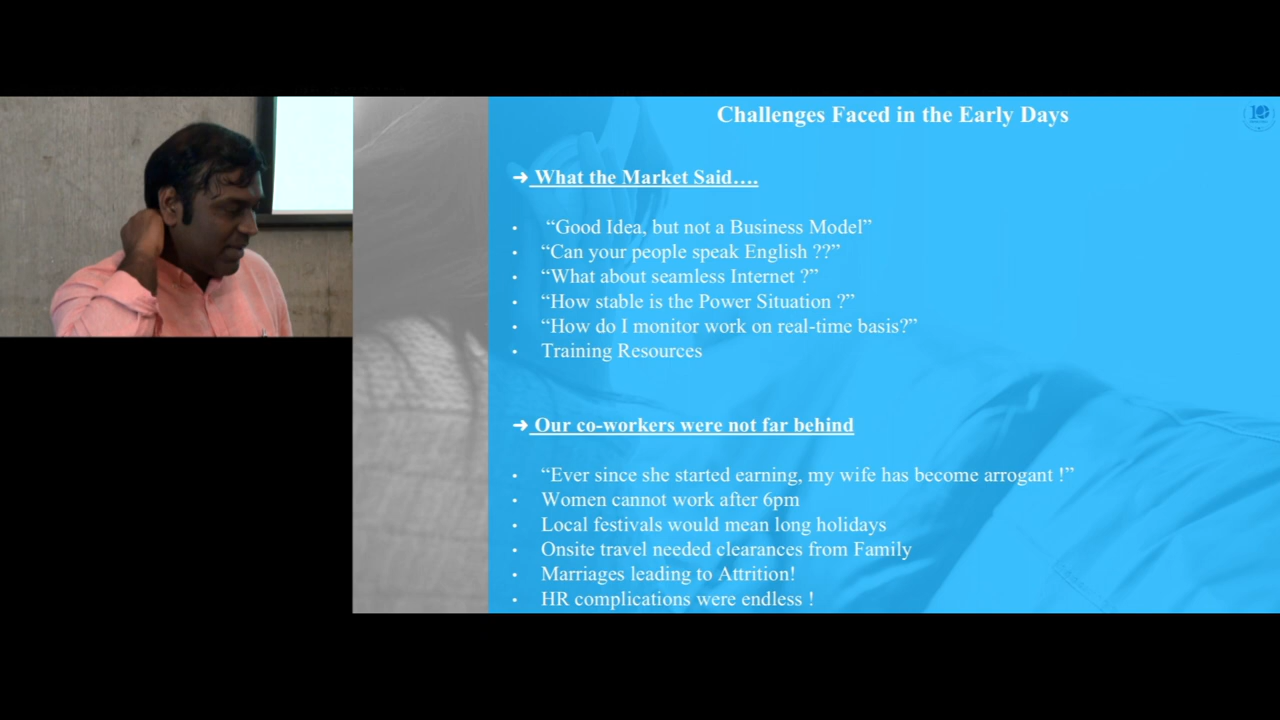 Challenges Faced in the Early Days
10
➜ What the Market Said….
• “Good Idea, but not a Business Model”
• “Can your people speak English ??”
• “What about seamless Internet ?”
• “How stable is the Power Situation ?”
• “How do I monitor work on real-time basis?”
• Training Resources
➜ Our co-workers were not far behind
• “Ever since she started earning, my wife has become arrogant !”
• Women cannot work after 6pm
• Local festivals would mean long holidays
• Onsite travel needed clearances from Family
• Marriages leading to Attrition!
• HR complications were endless !